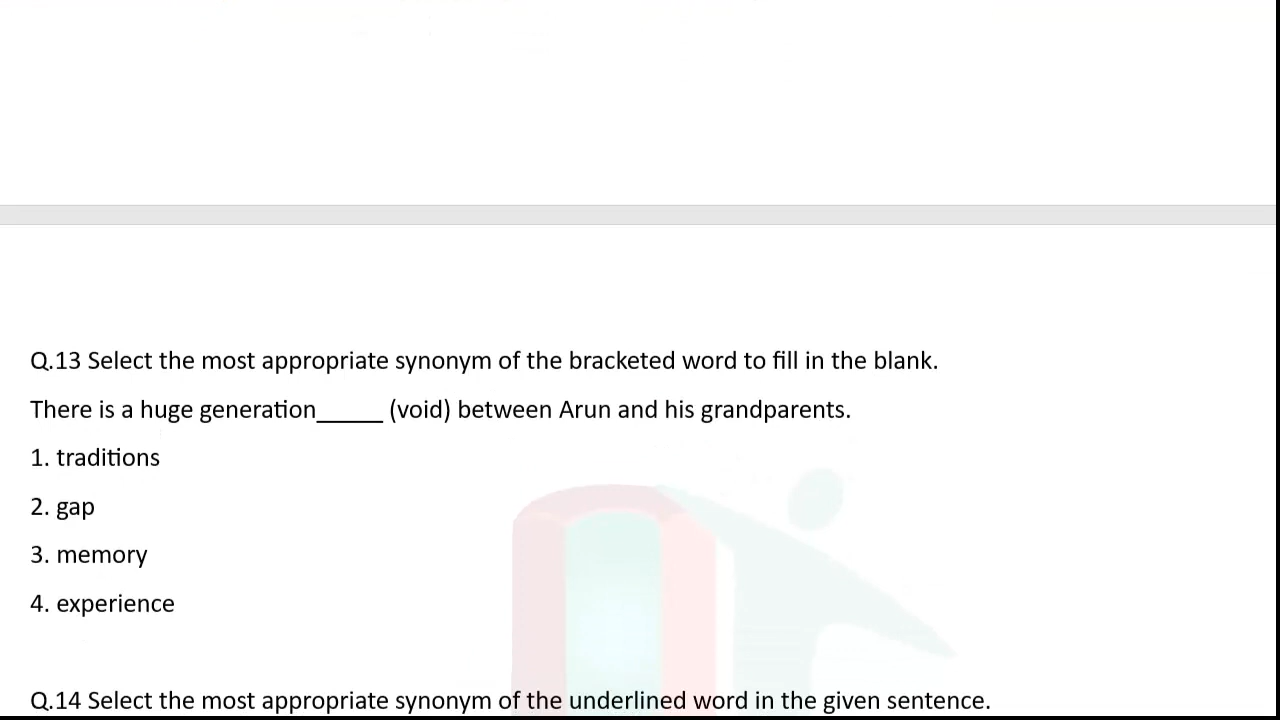 Q.13 Select the most appropriate synonym of the bracketed word to fill in the blank.
There is a huge generation_____ (void) between Arun and his grandparents.
1. traditions
2. gap
3. memory
4. experience
Q.14 Select the most appropriate synonym of the underlined word in the given sentence.